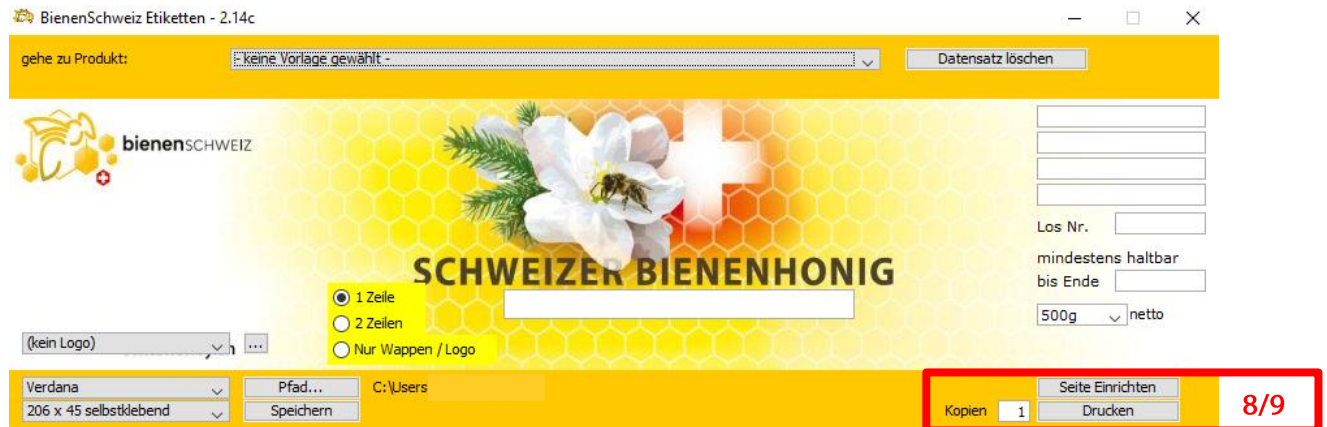 BienenSchweiz Etiketten - 2.14c
gehe zu Produkt:
- keine Vorlage gewählt -
Datensatz löschen
bienenSCHWEIZ
SCHWEIZER BIENENHONIG
Los Nr.
mindestens haltbar
bis Ende
500g
netto
1 Zeile
2 Zeilen
Nur Wappen / Logo
(kein Logo)
...
Verdana
Pfad...
C:\Users
Seite Einrichten
206 x 45 selbstklebend
Speichern
Kopien
1
Drucken
8/9